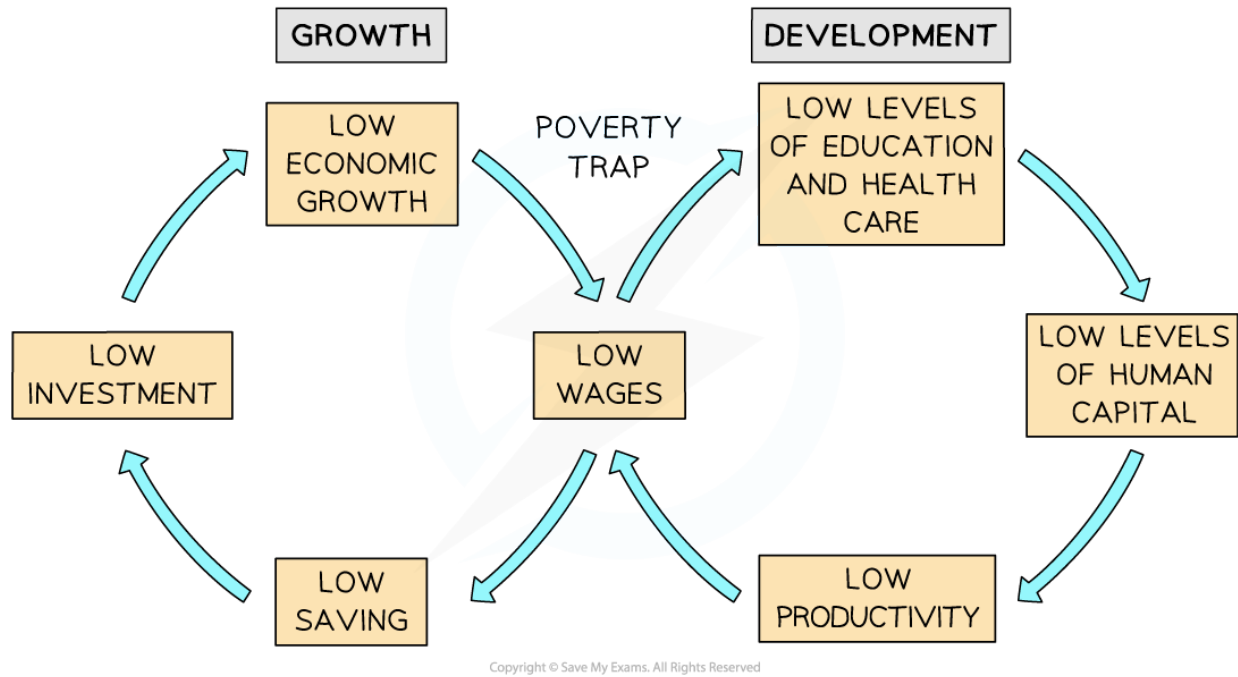 GROWTH
DEVELOPMENT
LOW
ECONOMIC
GROWTH
POVERTY
TRAP
LOW LEVELS
OF EDUCATION
AND HEALTH
CARE
LOW
INVESTMENT
LOW
WAGES
LOW LEVELS
OF HUMAN
CAPITAL
LOW
SAVING
LOW
PRODUCTIVITY
Copyright © Save My Exams. All Rights Reserved